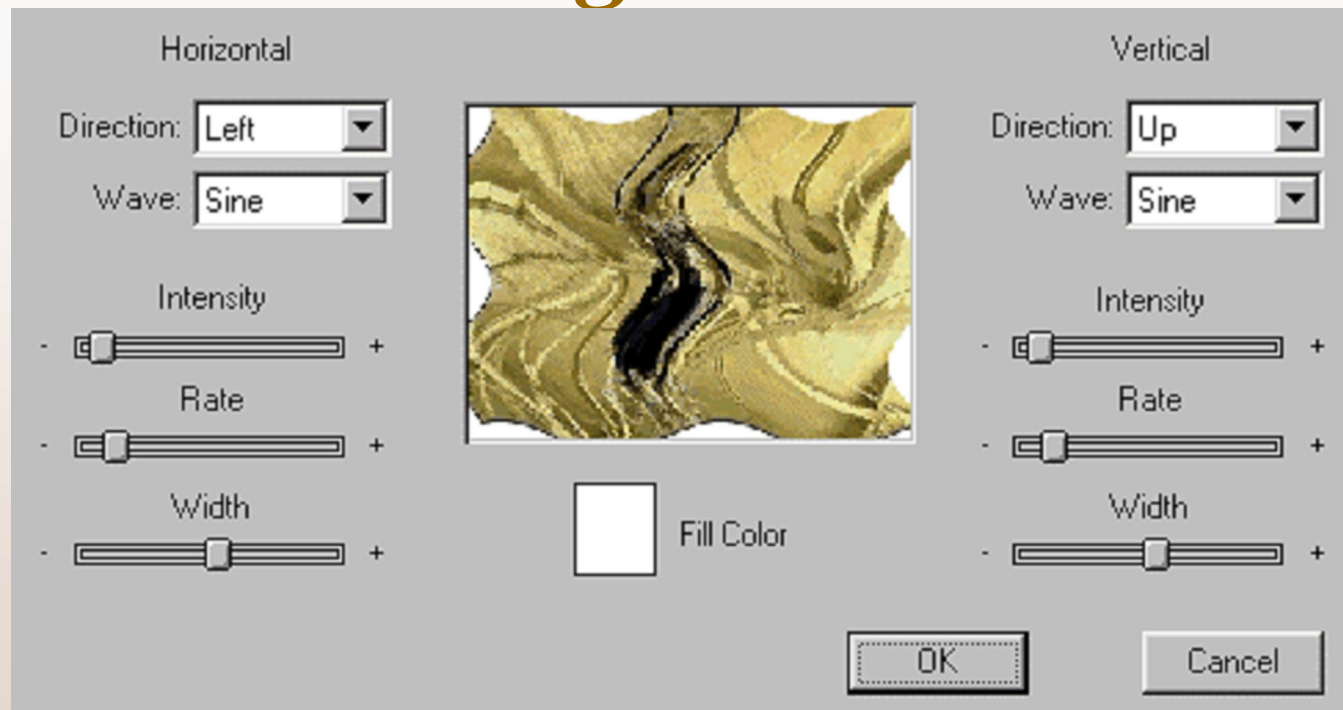 Horizontal
Direction: Left
Wave: Sine
Intensity
- +
Rate
- +
Width
- +
Fill Color
Vertical
Direction: Up
Wave: Sine
Intensity
- +
Rate
- +
Width
- +
OK
Cancel